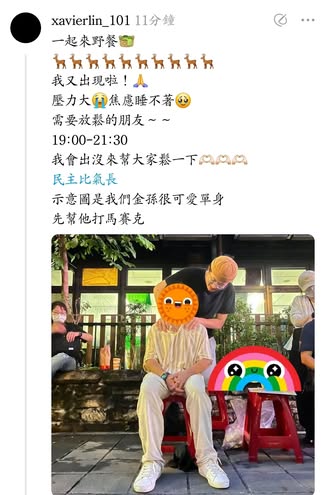 xavierlin_101 11分鐘
一起來野餐🧺
🦌🦌🦌🦌🦌🦌🦌🦌🦌🦌
我又出現啦！🙏
壓力大😭焦慮睡不著🥺
需要放鬆的朋友～～
19:00-21:30
我會出沒來幫大家鬆一下🫶🏻🫶🏻🫶🏻
民主比氣長
示意圖是我們金孫很可愛單身
先幫他打馬賽克